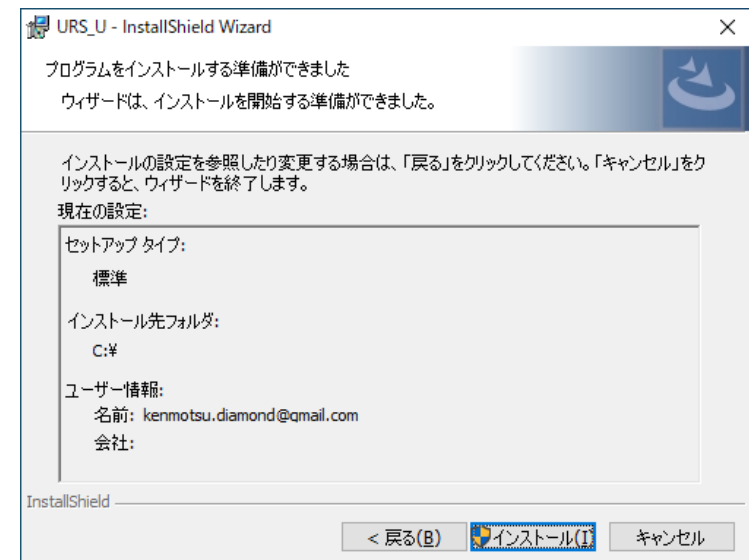 URS_U - InstallShield Wizard
プログラムをインストールする準備ができました
ウィザードは、インストールを開始する準備ができました。
インストールの設定を参照したり変更する場合は、「戻る」をクリックしてください。「キャンセル」をク
リックすると、ウィザードを終了します。
現在の設定:
セットアップ タイプ:
標準
インストール先フォルダ:
C:¥
ユーザー情報:
名前: kenmotsu.diamond@gmail.com
会社:
InstallShield
< 戻る(B)
インストール(I)
キャンセル